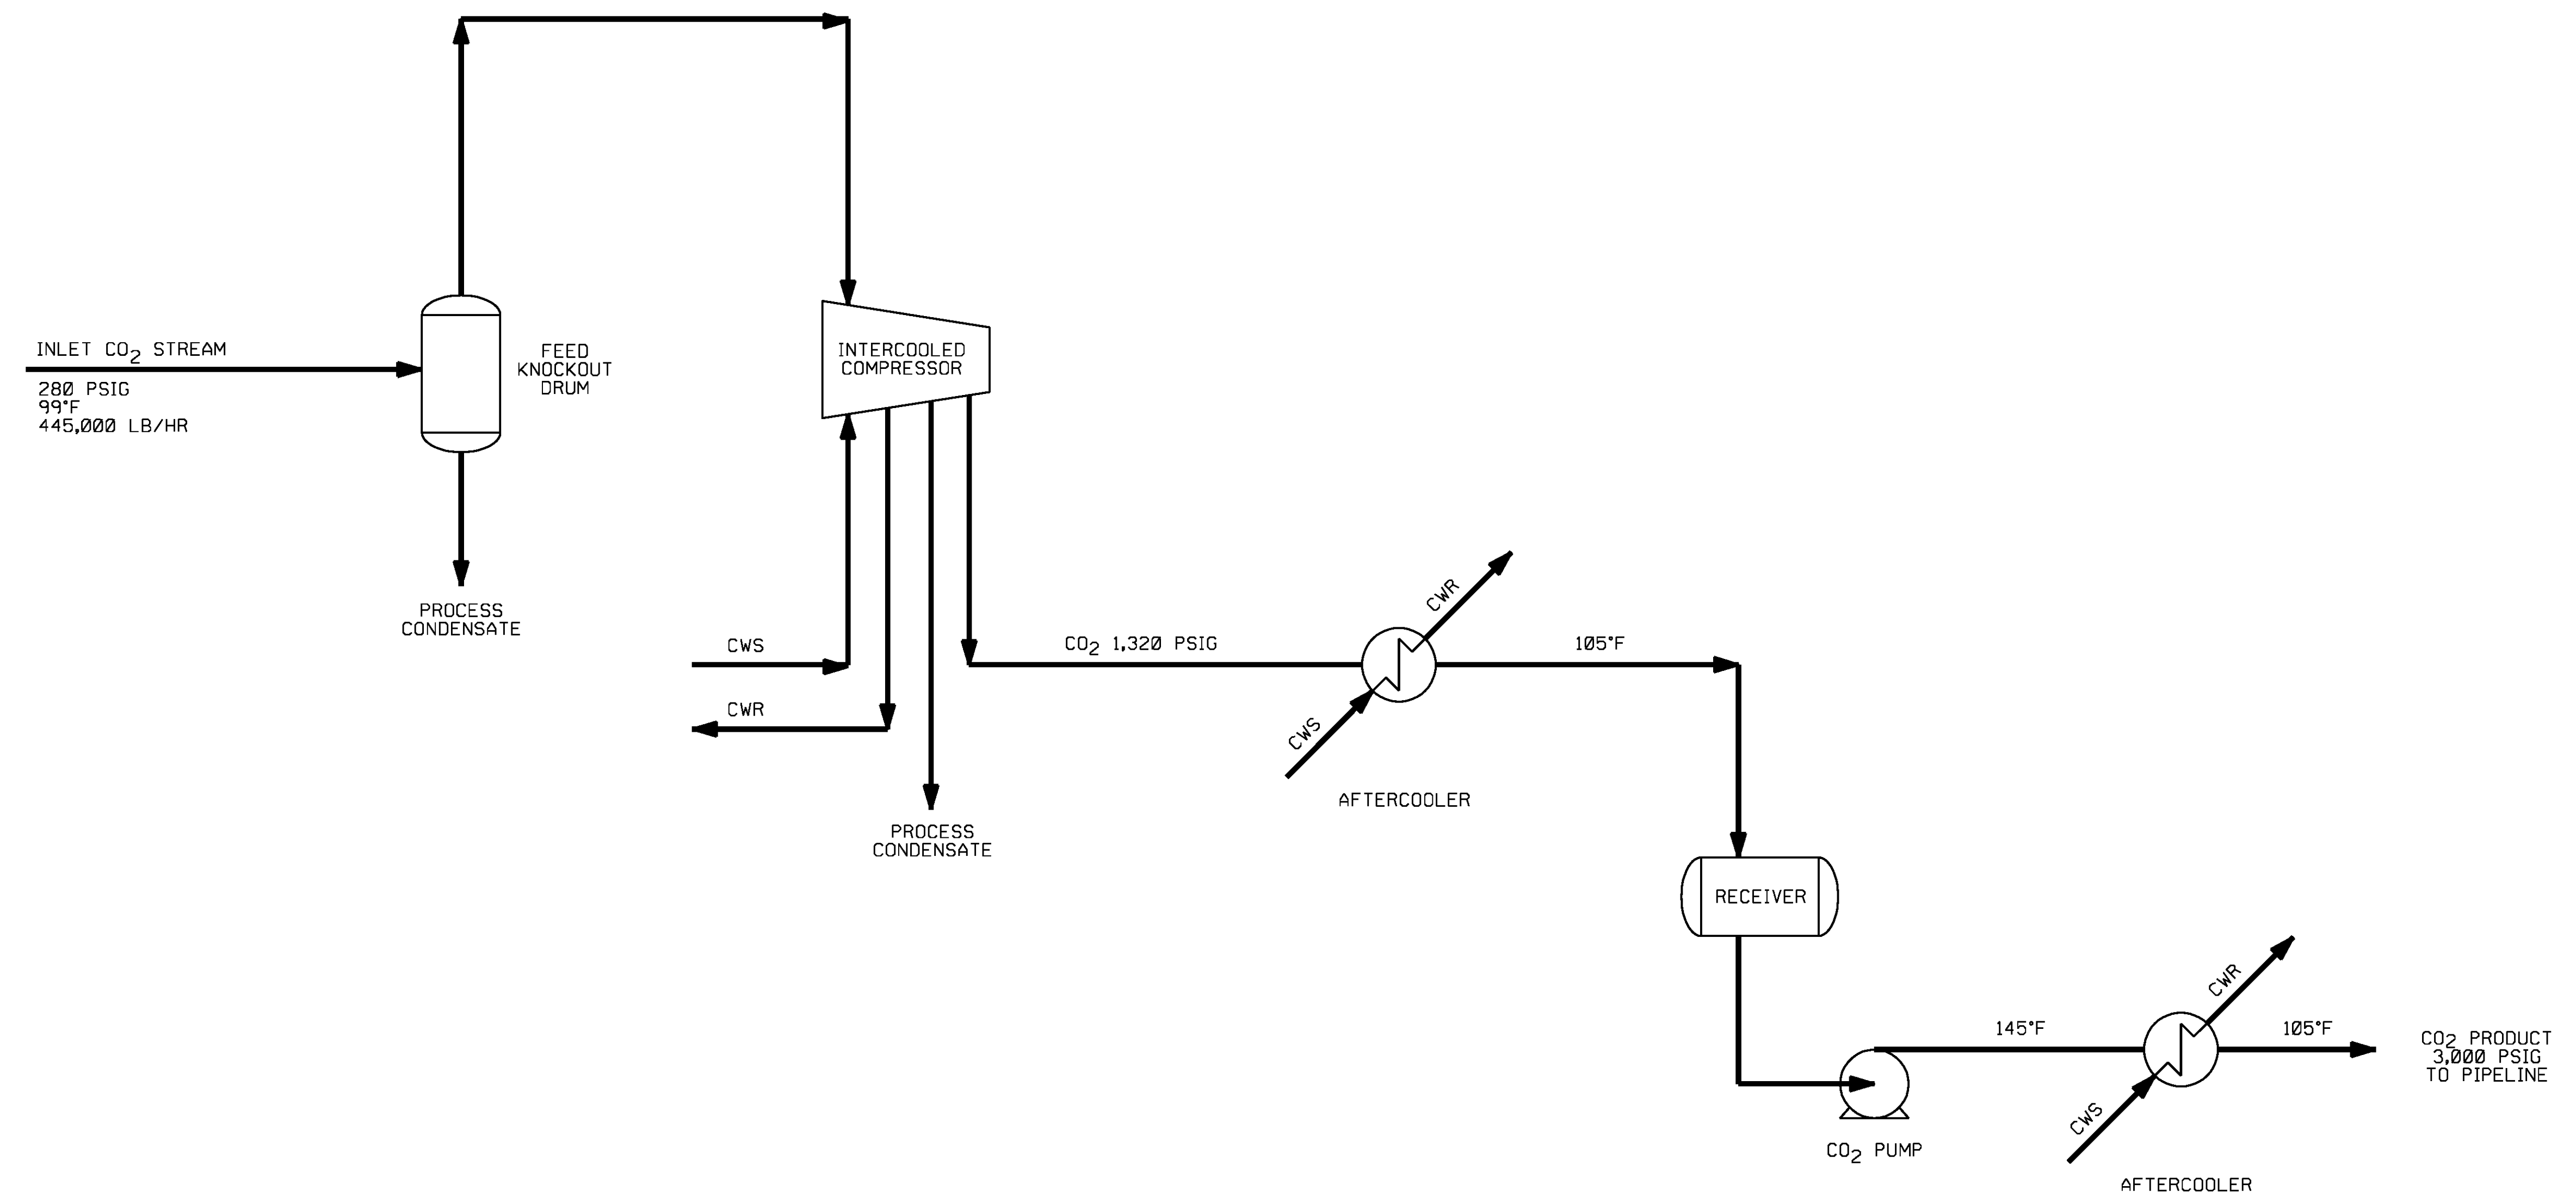 INLET CO2 STREAM
280 PSIG
99°F
445,000 LB/HR
FEED
KNOCKOUT
DRUM
PROCESS
CONDENSATE
INTERCOOLED
COMPRESSOR
CWS
CWR
PROCESS
CONDENSATE
CO2 1,320 PSIG
CWR
CWS
AFTERCOOLER
105°F
RECEIVER
CO2 PUMP
145°F
CWR
CWS
AFTERCOOLER
105°F
CO2 PRODUCT
3,000 PSIG
TO PIPELINE